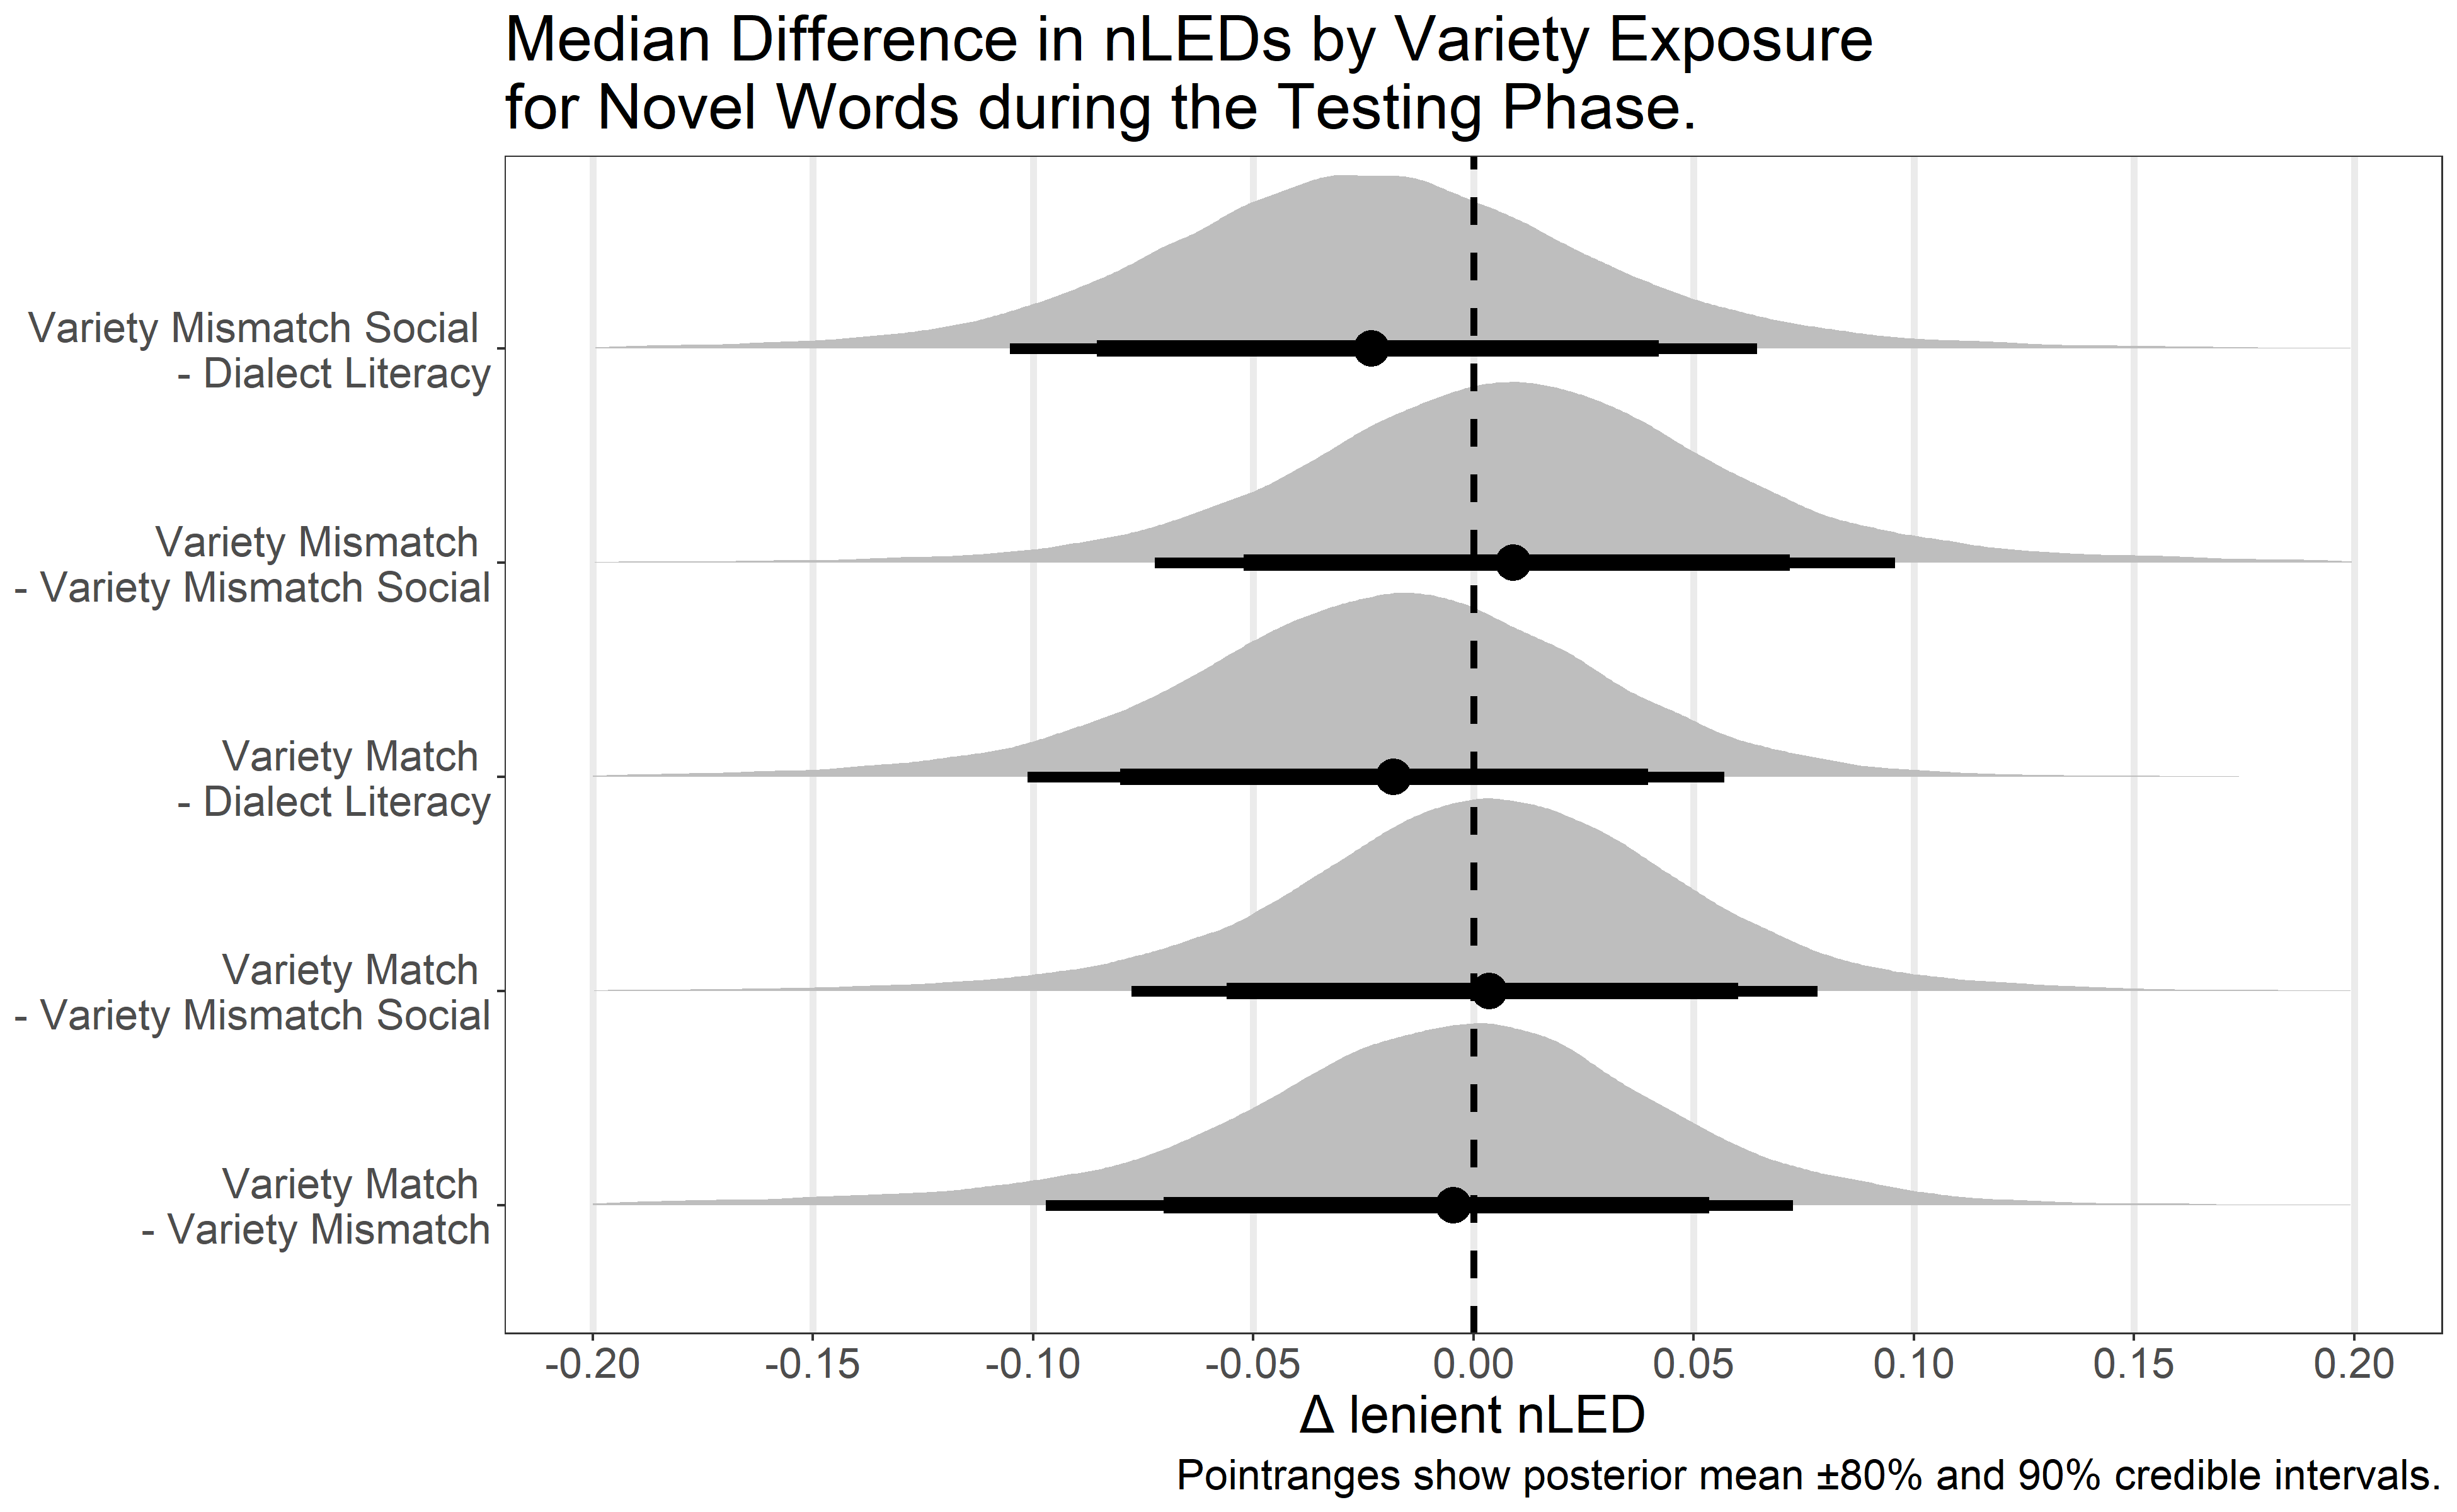 Median Difference in nLEDs by Variety Exposure
for Novel Words during the Testing Phase.
Variety Mismatch Social
- Dialect Literacy
Variety Mismatch
- Variety Mismatch Social
Variety Match
- Dialect Literacy
Variety Match
- Variety Mismatch Social
Variety Match
- Variety Mismatch
-0.20 -0.15 -0.10 -0.05 0.00 0.05 0.10 0.15 0.20
Δ lenient nLED
Pointranges show posterior mean ±80% and 90% credible intervals.